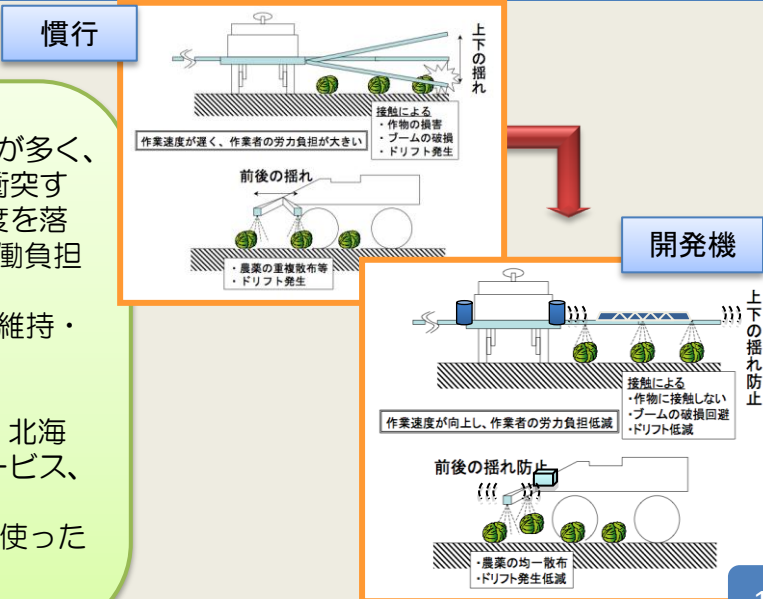 慣行
が多く、
衝突す
度を落
働負担
維持・
北海
ービス、
使った
上下の揺れ
接触による
・作物の損害
・ブームの破損
・ドリフト発生
作業速度が遅く、作業者の労力負担が大きい
前後の揺れ
・農薬の重複散布等
・ドリフト発生
開発機
上下の揺れ防止
接触による
・作物に接触しない
・ブームの破損回避
・ドリフト低減
作業速度が向上し、作業者の労力負担低減
前後の揺れ防止
・農薬の均一散布
・ドリフト発生低減
1